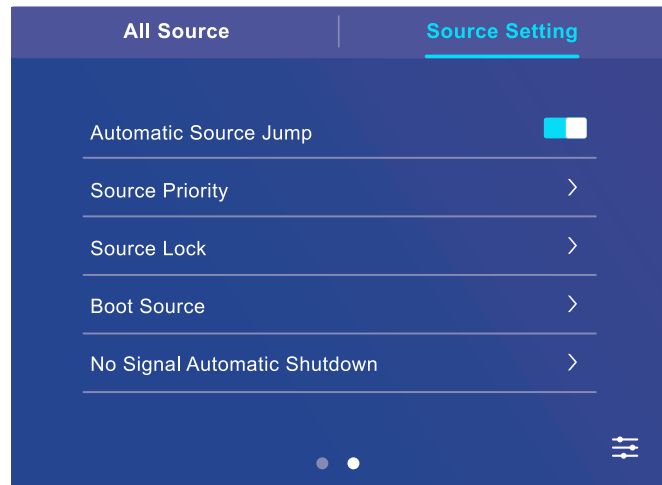 All Source
Source Setting
Automatic Source Jump
Source Priority
Source Lock
Boot Source
No Signal Automatic Shutdown